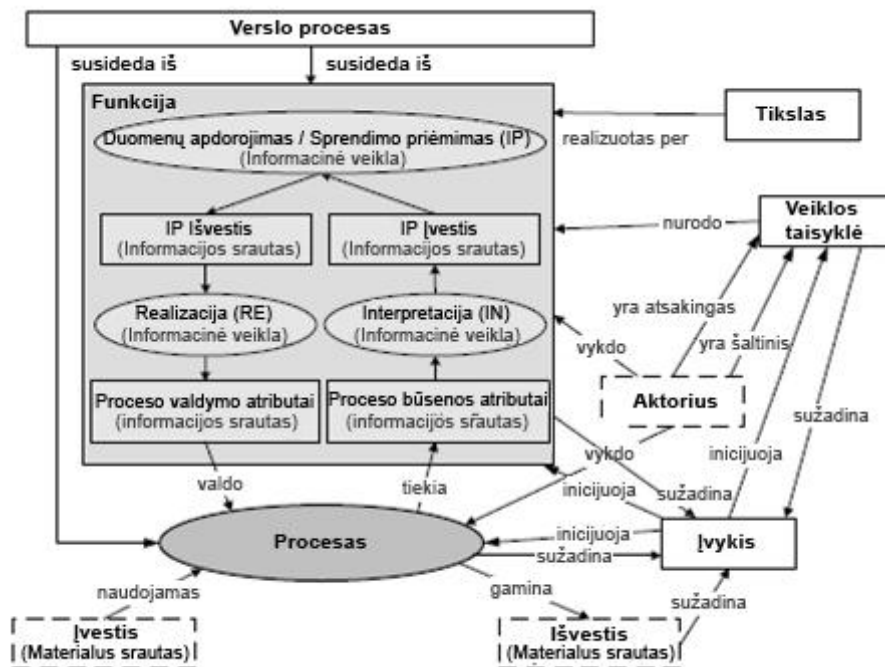 Verslo procesas
susideda iš
susideda iš
Funkcija
Duomenų apdorojimas / Sprendimo priėmimas (IP)
(Informacinė veikla)
realizuotas per
Tikslas
IP Išvestis
(Informacijos srautas)
IP Įvestis
(Informacijos srautas)
nurodo
Veiklos
taisyklė
Realizacija (RE)
(Informacinė veikla)
Interpretacija (IN)
(Informacinė veikla)
yra atsakingas
yra šaltinis
vykdo
Aktorius
sužadina
Proceso valdymo atributai
(informacijos srautas)
Proceso būsenos atributai
(informacijos srautas)
vykdo
inicijuoja
valdo
tiekia
inicijuoja
sužadina
Procesas
inicijuoja
sužadina
Įvykis
naudojamas
gamina
sužadina
Įvestis
(Materialus srautas)
Išvestis
(Materialus srautas)